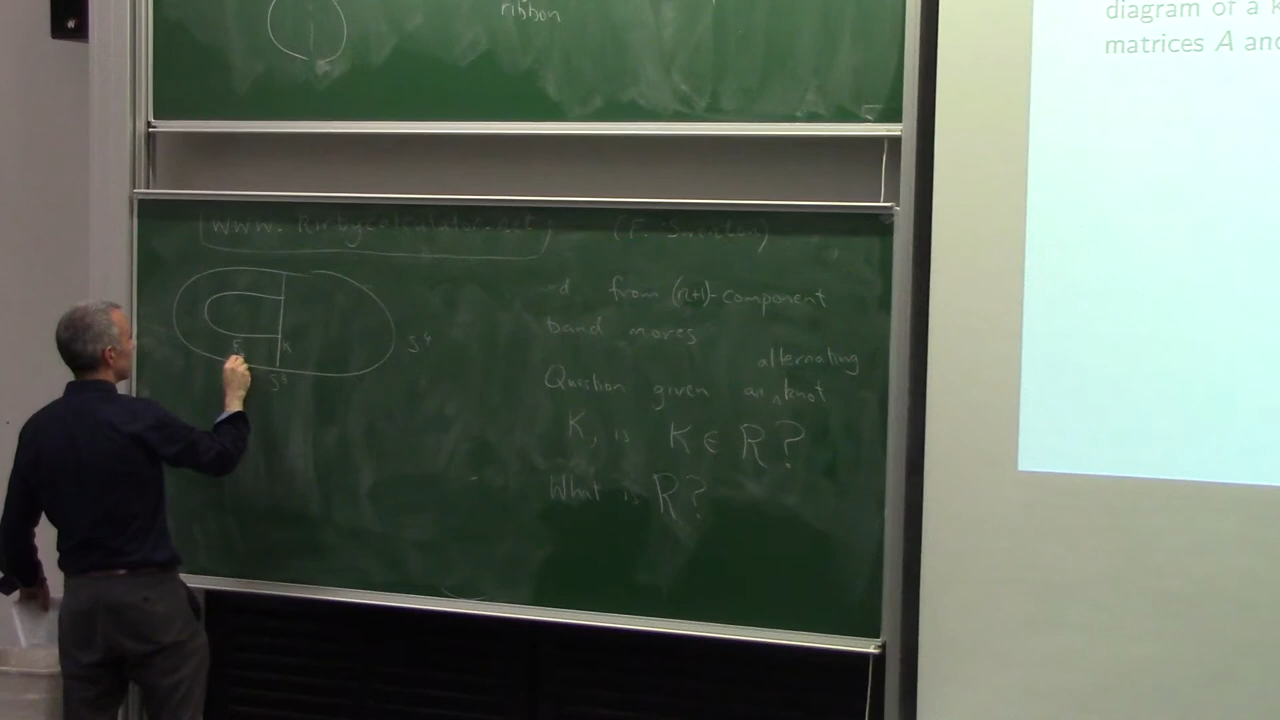 ribbon
diagram of a k
matrices A and
www.Kirbycalculator.net (F. Swenton)
d from (n+1)-component
band moves
alternating
Question given an ‸ knot
K, is K ∈ R?
What is R?
K
S³
S⁴